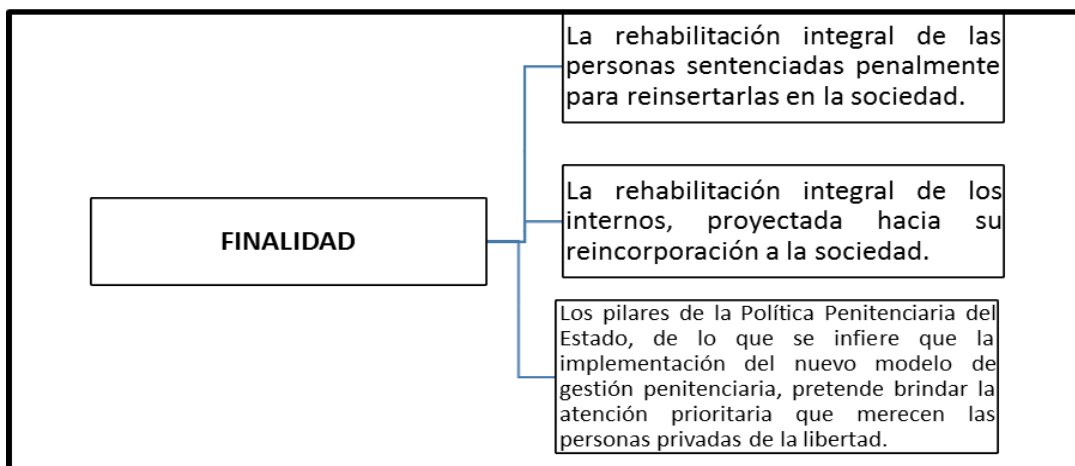 FINALIDAD
La rehabilitación integral de las
personas sentenciadas penalmente
para reinsertarlas en la sociedad.
La rehabilitación integral de los
internos, proyectada hacia su
reincorporación a la sociedad.
Los pilares de la Política Penitenciaria del
Estado, de lo que se infiere que la
implementación del nuevo modelo de
gestión penitenciaria, pretende brindar la
atención prioritaria que merecen las
personas privadas de la libertad.